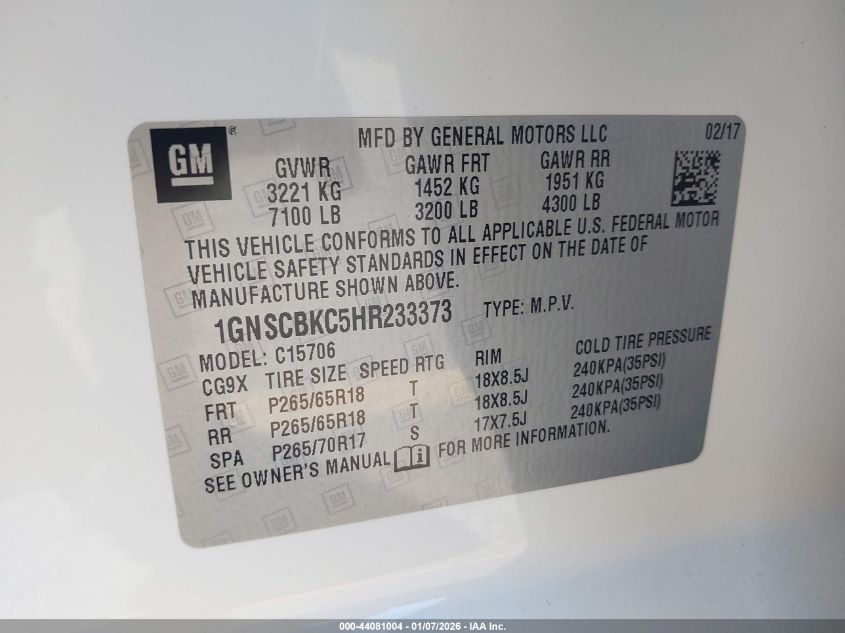 GM®
MFD BY GENERAL MOTORS LLC 02/17
GVWR GAWR FRT GAWR RR
3221 KG 1452 KG 1951 KG
7100 LB 3200 LB 4300 LB
THIS VEHICLE CONFORMS TO ALL APPLICABLE U.S. FEDERAL MOTOR
VEHICLE SAFETY STANDARDS IN EFFECT ON THE DATE OF
MANUFACTURE SHOWN ABOVE.
1GNSCBKC5HR233373 TYPE: M.P.V.
MODEL: C15706
CG9X TIRE SIZE SPEED RTG RIM COLD TIRE PRESSURE
FRT P265/65R18 T 18X8.5J 240KPA(35PSI)
RR P265/65R18 T 18X8.5J 240KPA(35PSI)
SPA P265/70R17 S 17X7.5J 240KPA(35PSI)
SEE OWNER'S MANUAL FOR MORE INFORMATION.
000-44081004 — 01/07/2026 — IAA Inc.